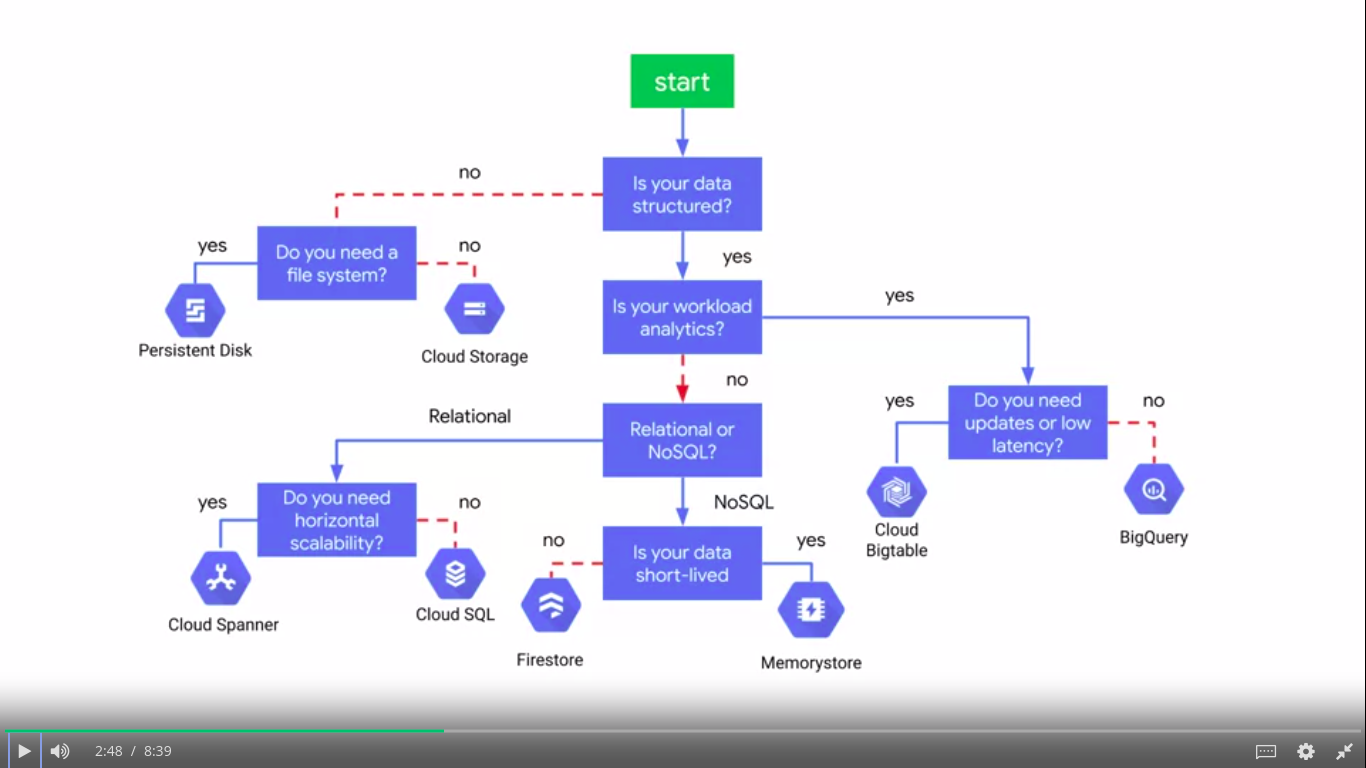 start
no
Is your data
structured?
yes
Do you need a
file system?
no
yes
Persistent Disk
Cloud Storage
Is your workload
analytics?
yes
no
Relational
Relational or
NoSQL?
yes
Do you need
updates or low
latency?
no
Cloud
Bigtable
BigQuery
yes
Do you need
horizontal
scalability?
no
NoSQL
Cloud Spanner
Cloud SQL
no
Is your data
short-lived
yes
Firestore
Memorystore
2:48 / 8:39